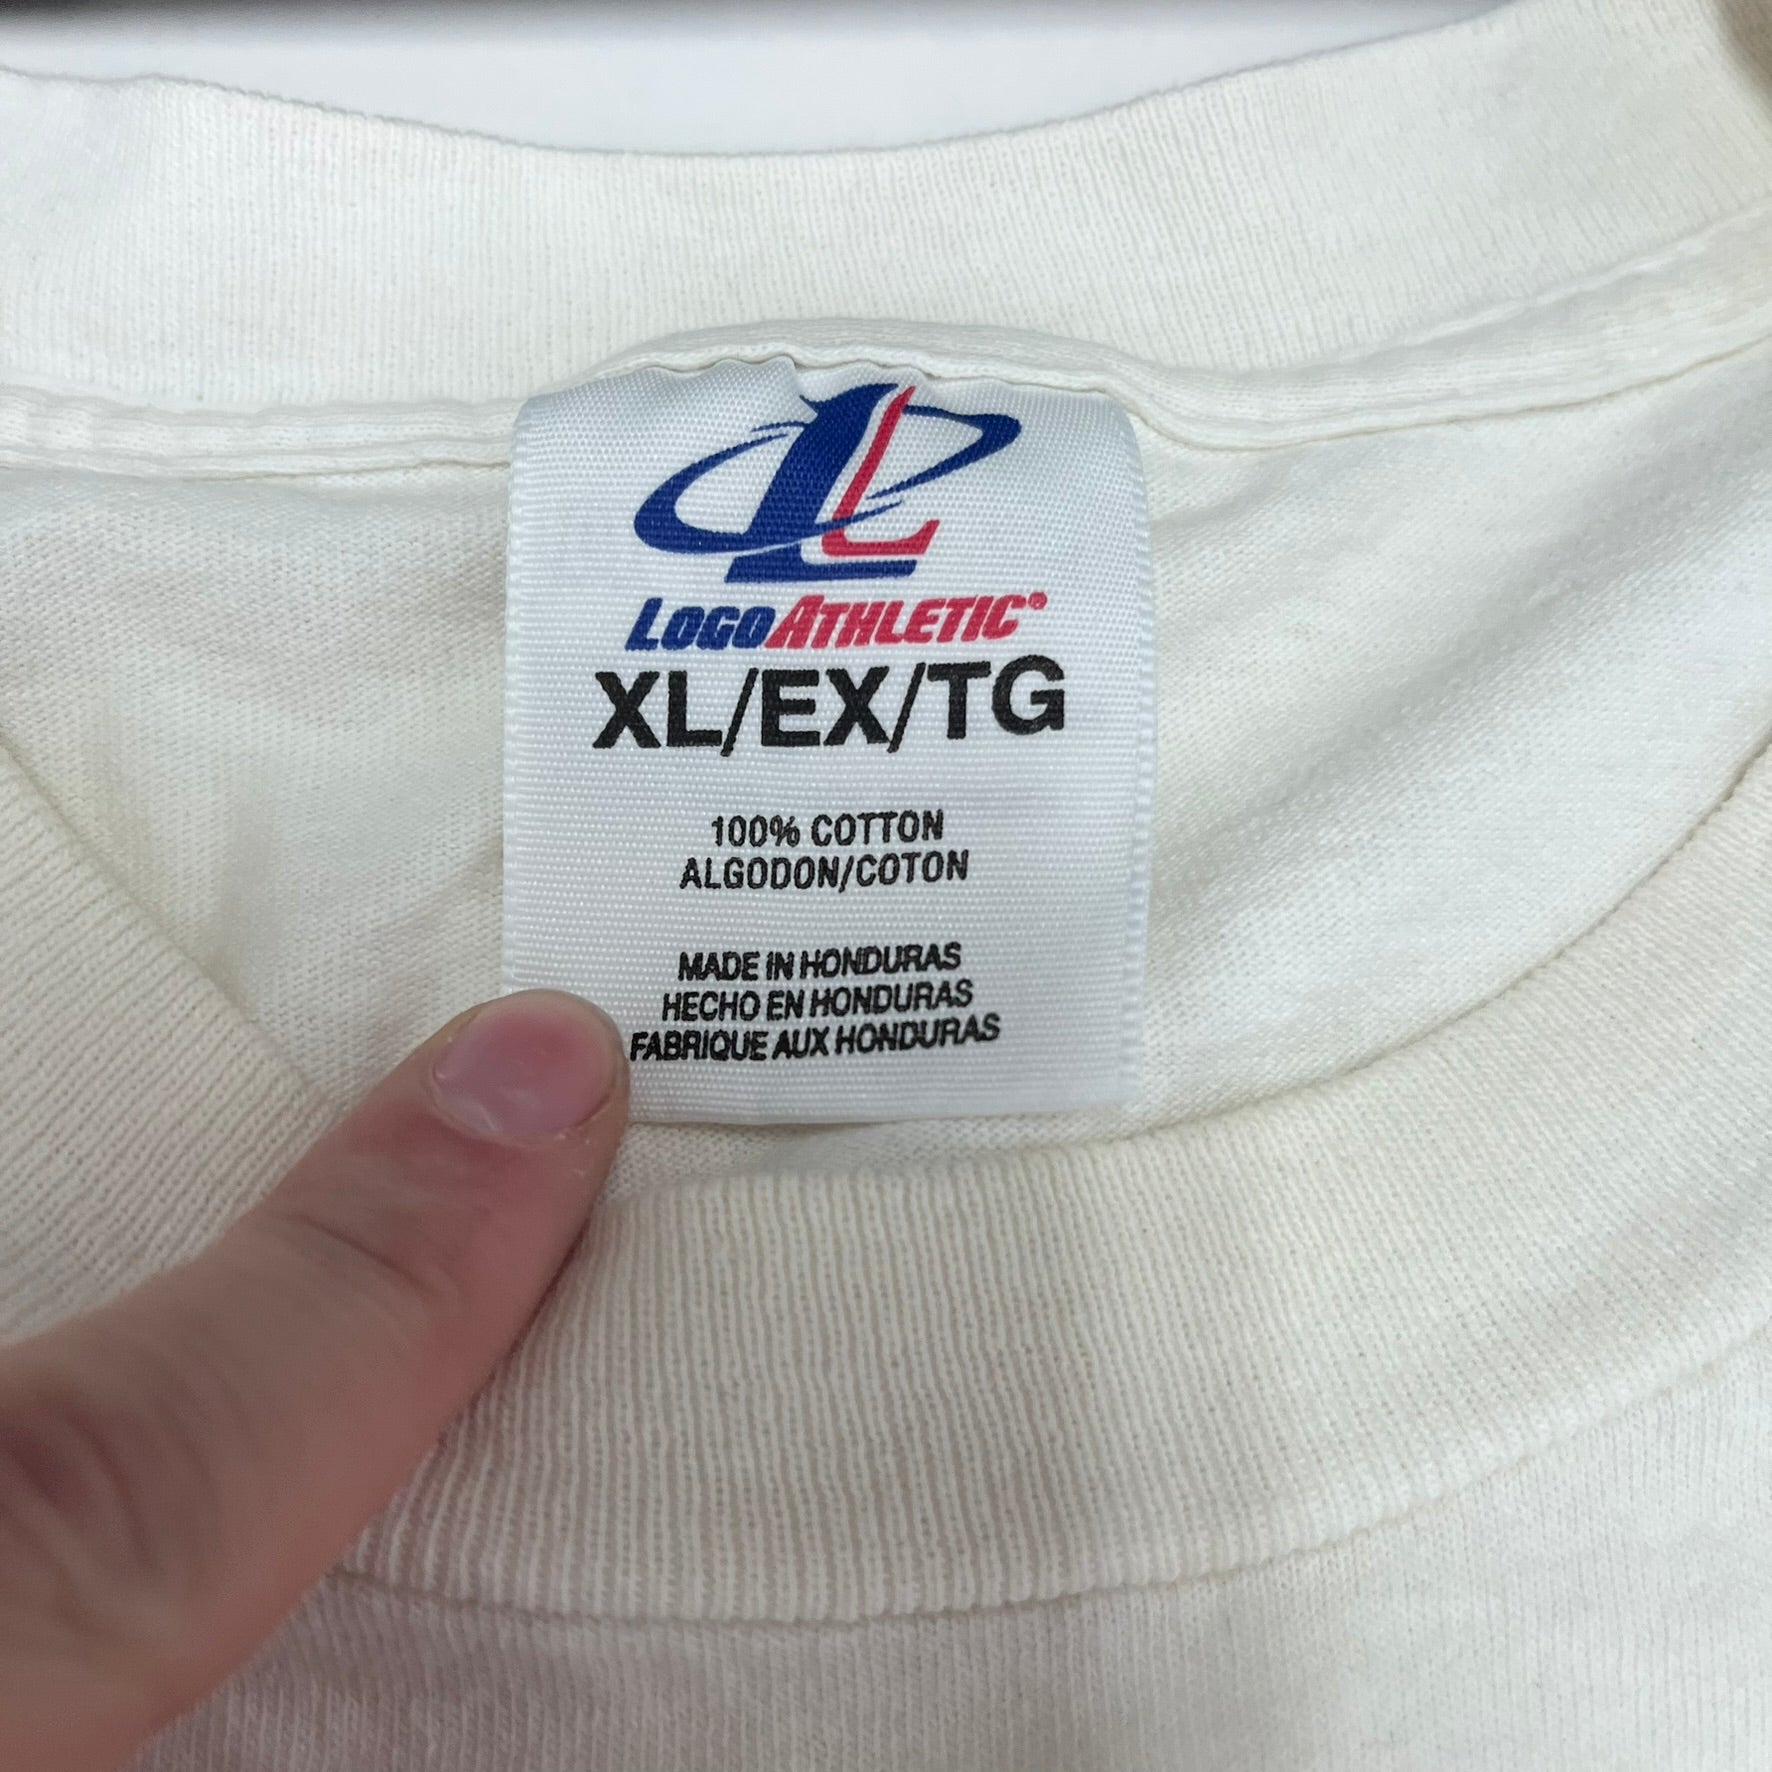 LOGOATHLETIC®
XL/EX/TG
100% COTTON
ALGODON/COTON
MADE IN HONDURAS
HECHO EN HONDURAS
FABRIQUE AUX HONDURAS